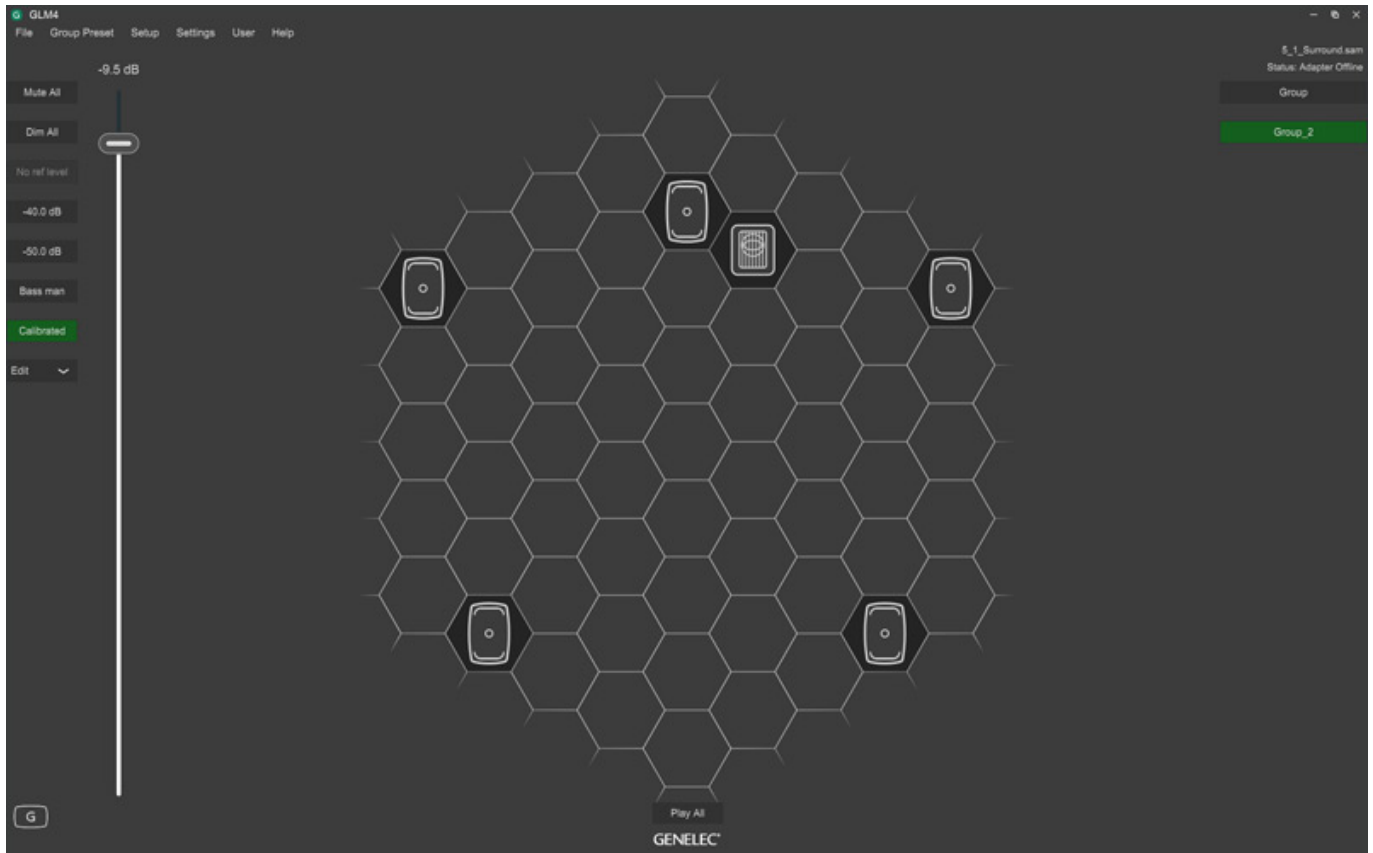 GLM4
File Group Preset Setup Settings User Help
5_1_Surround.sam
Status: Adapter Offline
-9.5 dB
Mute All
Group
Dim All
Group_2
No ref level
-40.0 dB
-50.0 dB
Bass man
Calibrated
Edit
G
Play All
GENELEC®